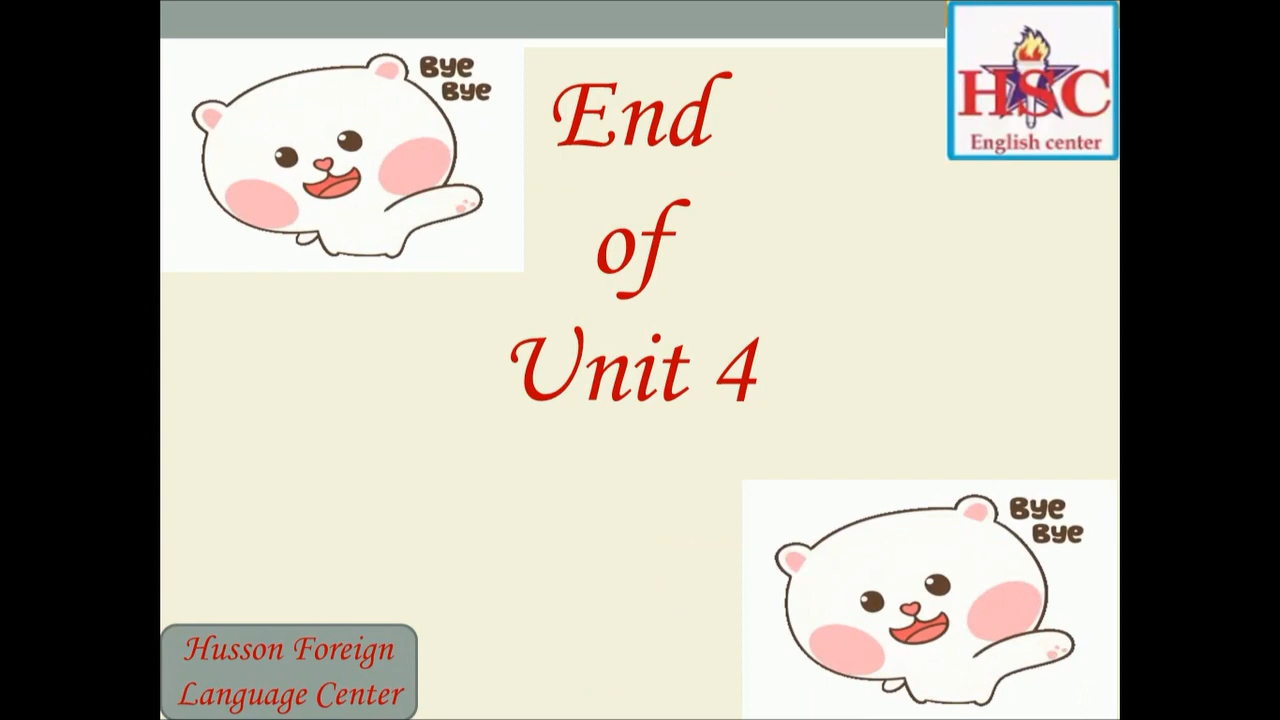 Bye
Bye
End
of
Unit 4
HSC
English center
Bye
Bye
Husson Foreign
Language Center